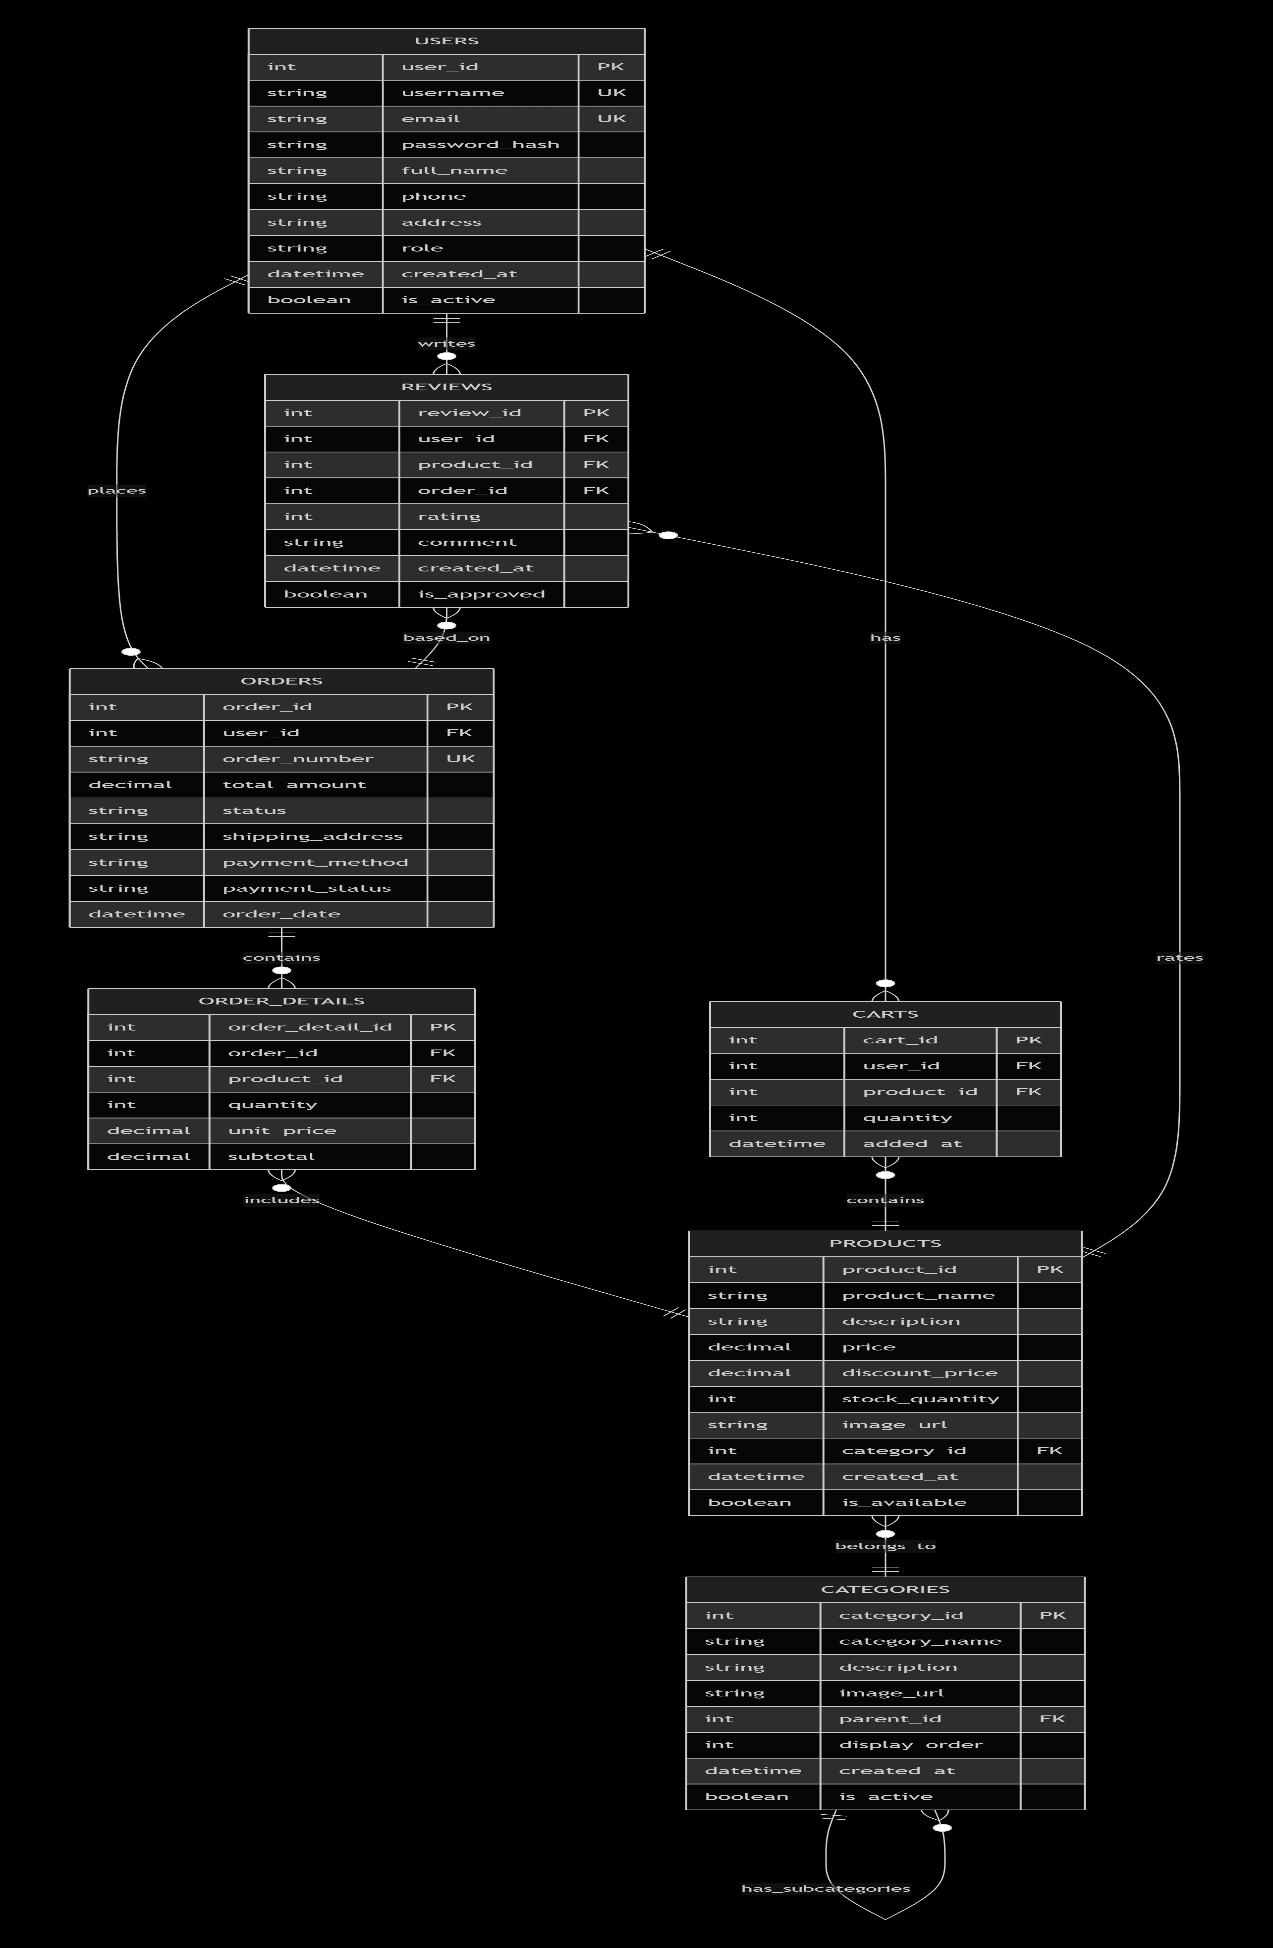 USERS
int user_id PK
string username UK
string email UK
string password_hash
string full_name
string phone
string address
string role
datetime created_at
boolean is_active
writes
REVIEWS
int review_id PK
int user_id FK
int product_id FK
int order_id FK
int rating
string comment
datetime created_at
boolean is_approved
places
based_on
has
ORDERS
int order_id PK
int user_id FK
string order_number UK
decimal total_amount
string status
string shipping_address
string payment_method
string payment_status
datetime order_date
contains
rates
ORDER_DETAILS
int order_detail_id PK
int order_id FK
int product_id FK
int quantity
decimal unit_price
decimal subtotal
includes
CARTS
int cart_id PK
int user_id FK
int product_id FK
int quantity
datetime added_at
contains
PRODUCTS
int product_id PK
string product_name
string description
decimal price
decimal discount_price
int stock_quantity
string image_url
int category_id FK
datetime created_at
boolean is_available
belongs_to
CATEGORIES
int category_id PK
string category_name
string description
string image_url
int parent_id FK
int display_order
datetime created_at
boolean is_active
has_subcategories